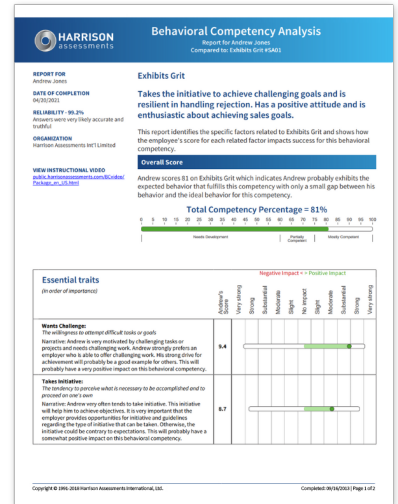 HARRISON
assessments
Behavioral Competency Analysis
Report for Andrew Jones
Compared to: Exhibits Grit #SA01
REPORT FOR
Andrew Jones
DATE OF COMPLETION
04/20/2021
RELIABILITY - 99.2%
Answers were very likely accurate and
truthful
ORGANIZATION
Harrison Assessments Int'l Limited
VIEW INSTRUCTIONAL VIDEO
public.harrisonassessments.com/BCvideo/
Package_en_US.html
Exhibits Grit
Takes the initiative to achieve challenging goals and is
resilient in handling rejection. Has a positive attitude and is
enthusiastic about achieving sales goals.
This report identifies the specific factors related to Exhibits Grit and shows how
the employee's score for each related factor impacts success for this behavioral
competency.
Overall Score
Andrew scores 81 on Exhibits Grit which indicates Andrew probably exhibits the
expected behavior that fulfills this competency with only a small gap between his
behavior and the ideal behavior for this competency.
Total Competency Percentage = 81%
0 5 10 15 20 25 30 35 40 45 50 55 60 65 70 75 80 85 90 95 100
Needs Development
Partially
Competent
Mostly Competent
Essential traits
(in order of importance)
Negative Impact < > Positive Impact
Andrew's
Score
Very strong
Strong
Substantial
Moderate
Slight
No impact
Slight
Moderate
Substantial
Strong
Very strong
Wants Challenge:
The willingness to attempt difficult tasks or goals
Narrative: Andrew is very motivated by challenging tasks or
projects and needs challenging work. Andrew strongly prefers an
employer who is able to offer challenging work. His strong drive for
achievement will probably be a good example for others. This will
probably have a very positive impact on this behavioral competency.
9.4
Takes Initiative:
The tendency to perceive what is necessary to be accomplished and to
proceed on one's own
Narrative: Andrew very often tends to take initiative. This initiative
will help him to achieve objectives. It is very important that the
employer provides opportunities for initiative and guidelines
regarding the type of initiative that can be taken. Otherwise, the
initiative could be contrary to expectations. This will probably have a
somewhat positive impact on this behavioral competency.
8.7
Copyright © 1991-2018 Harrison Assessments International, Ltd.
Completed: 09/16/2013 | Page 1 of 2